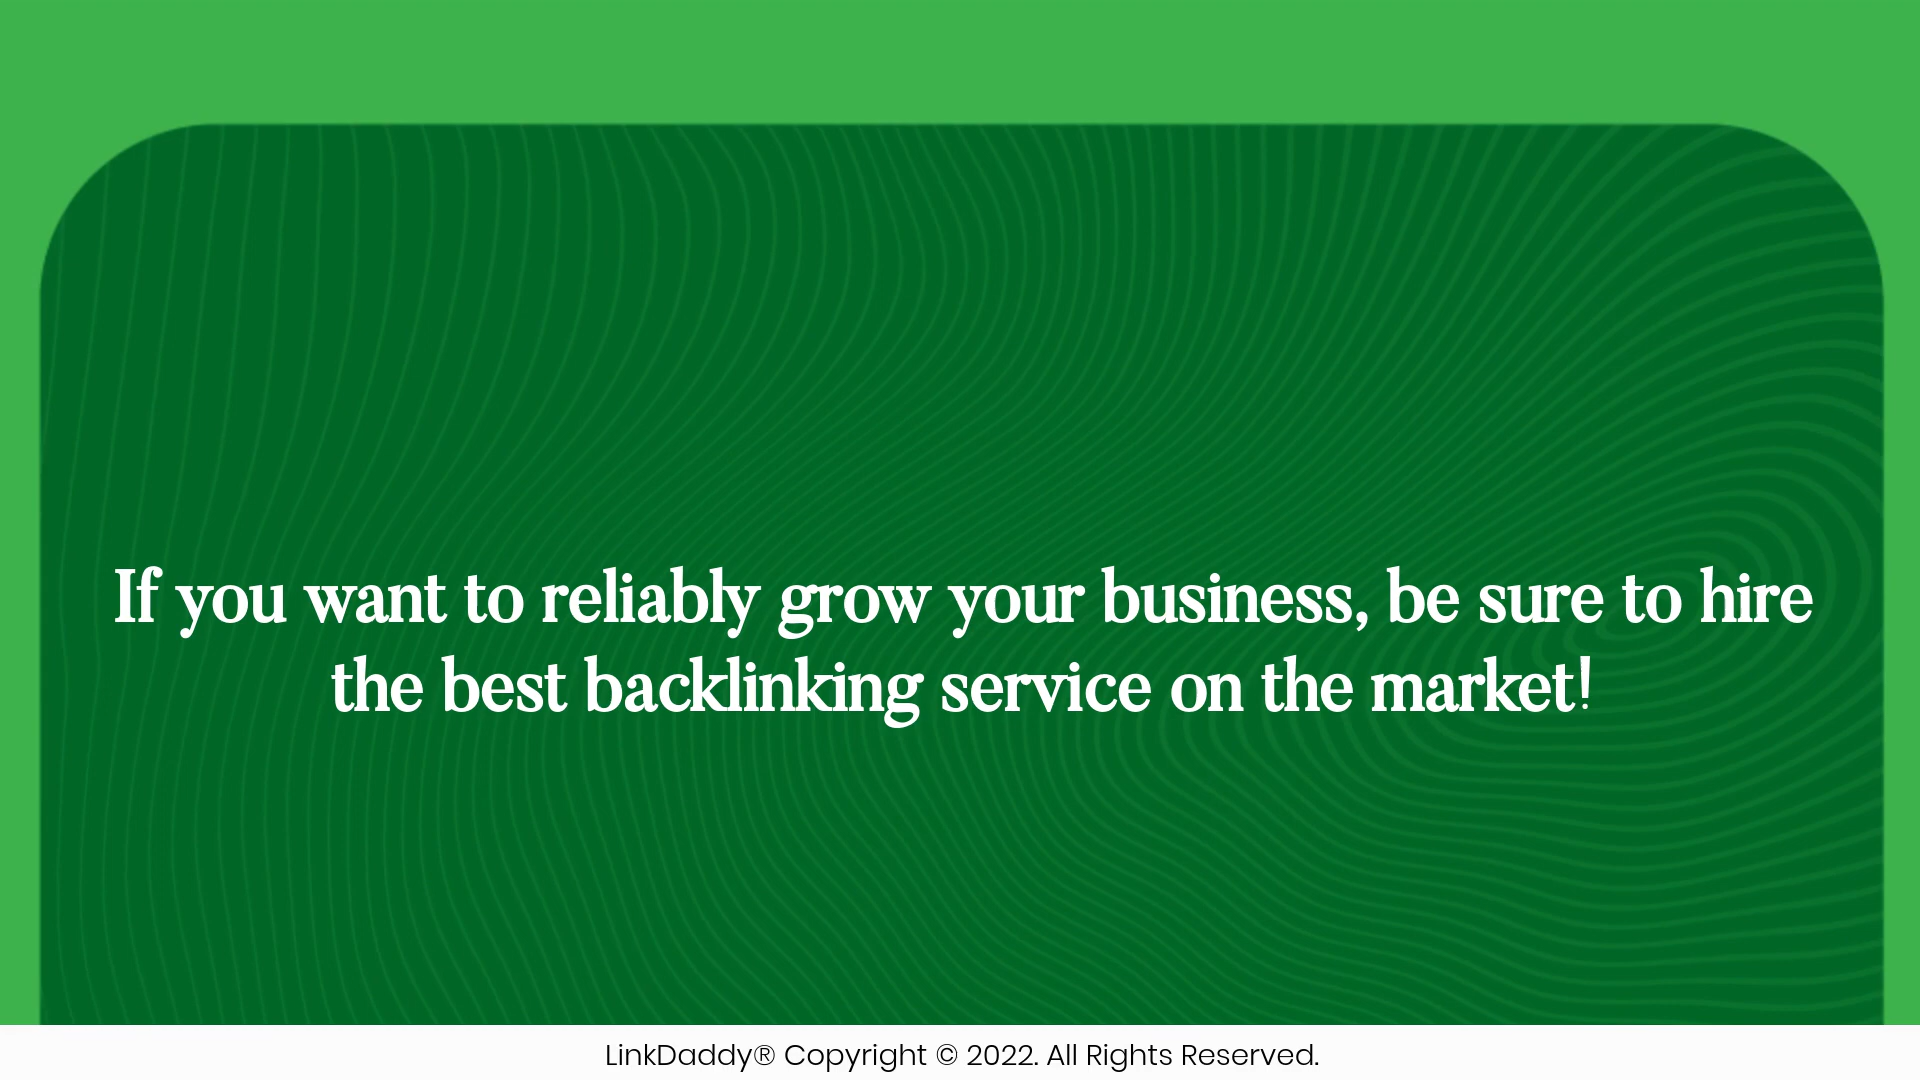 If you want to reliably grow your business, be sure to hire
the best backlinking service on the market!
LinkDaddy® Copyright © 2022. All Rights Reserved.